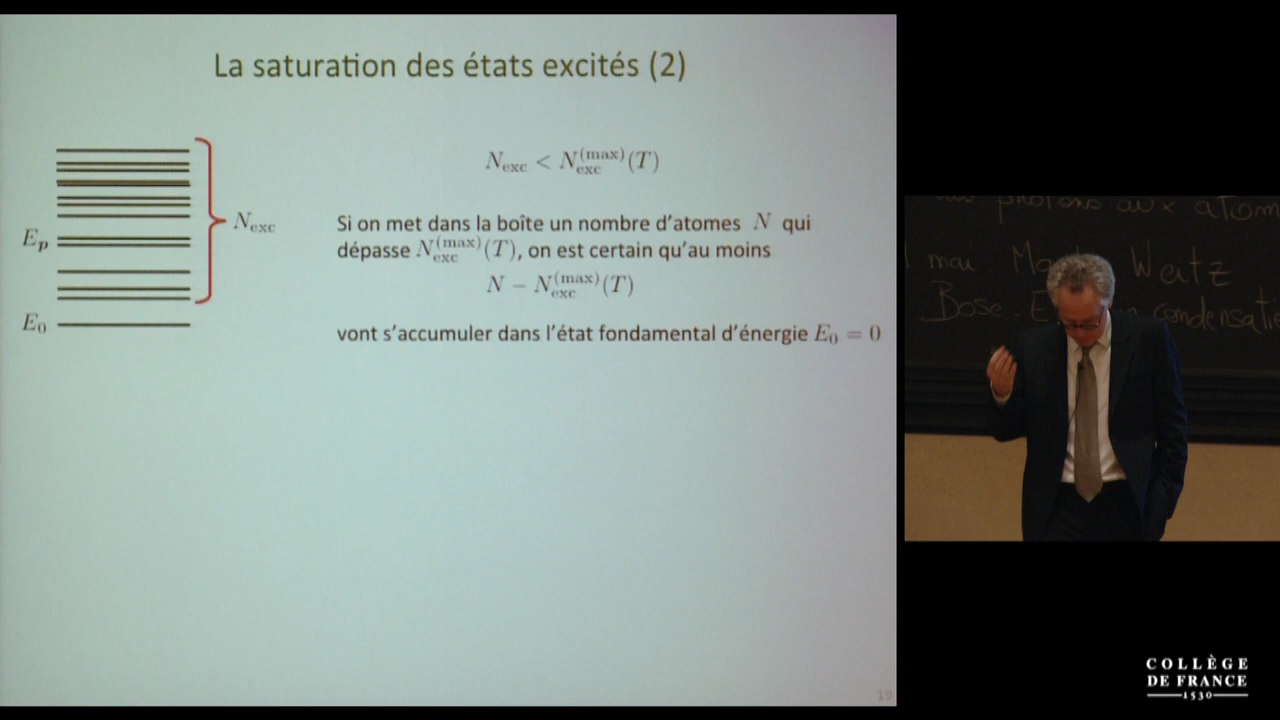 La saturation des états excités (2)
N_exc < N_exc^(max)(T)
Si on met dans la boîte un nombre d'atomes N qui
dépasse N_exc^(max)(T), on est certain qu'au moins
N − N_exc^(max)(T)
vont s'accumuler dans l'état fondamental d'énergie E_0 = 0
N_exc
E_p
E_0
19
photons aux atom
mai Wertz
Bose - condensati
COLLÈGE
DE FRANCE
1530